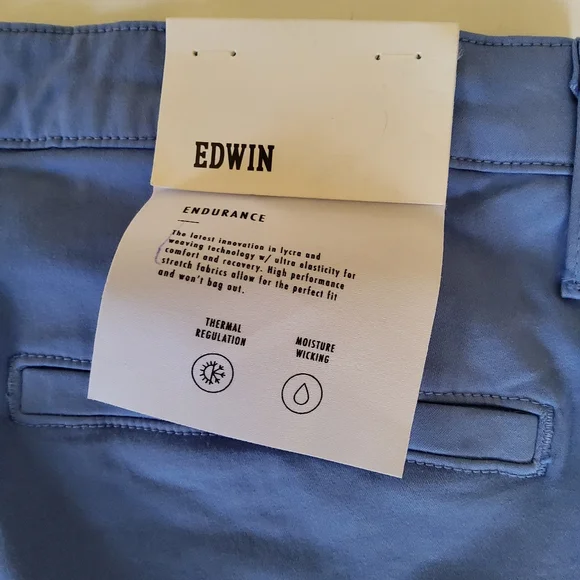 EDWIN
ENDURANCE
The latest innovation in lycra and
weaving technology w/ ultra elasticity for
comfort and recovery. High performance
stretch fabrics allow for the perfect fit
and won't bag out.
THERMAL
REGULATION
MOISTURE
WICKING